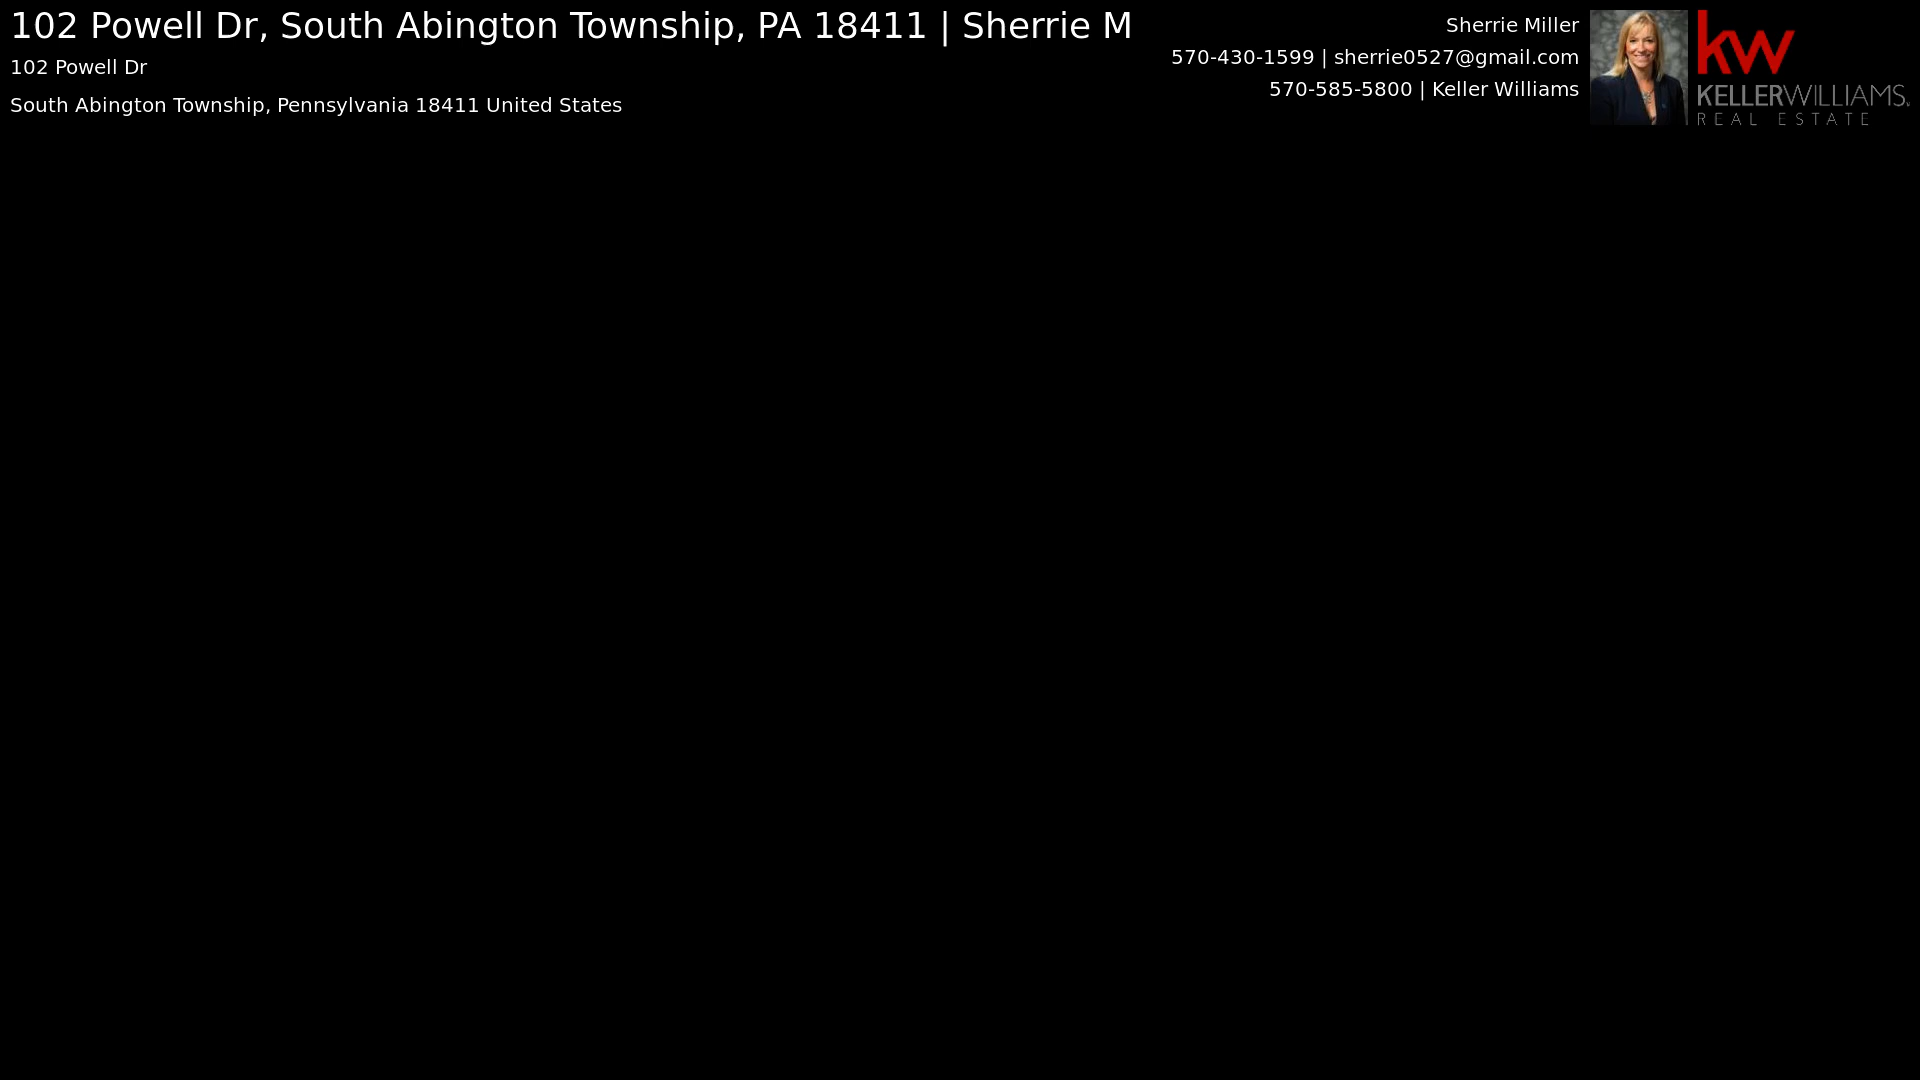 102 Powell Dr, South Abington Township, PA 18411 | Sherrie M
102 Powell Dr
South Abington Township, Pennsylvania 18411 United States
Sherrie Miller
570-430-1599 | sherrie0527@gmail.com
570-585-5800 | Keller Williams
kw
KELLERWILLIAMS.
REAL ESTATE